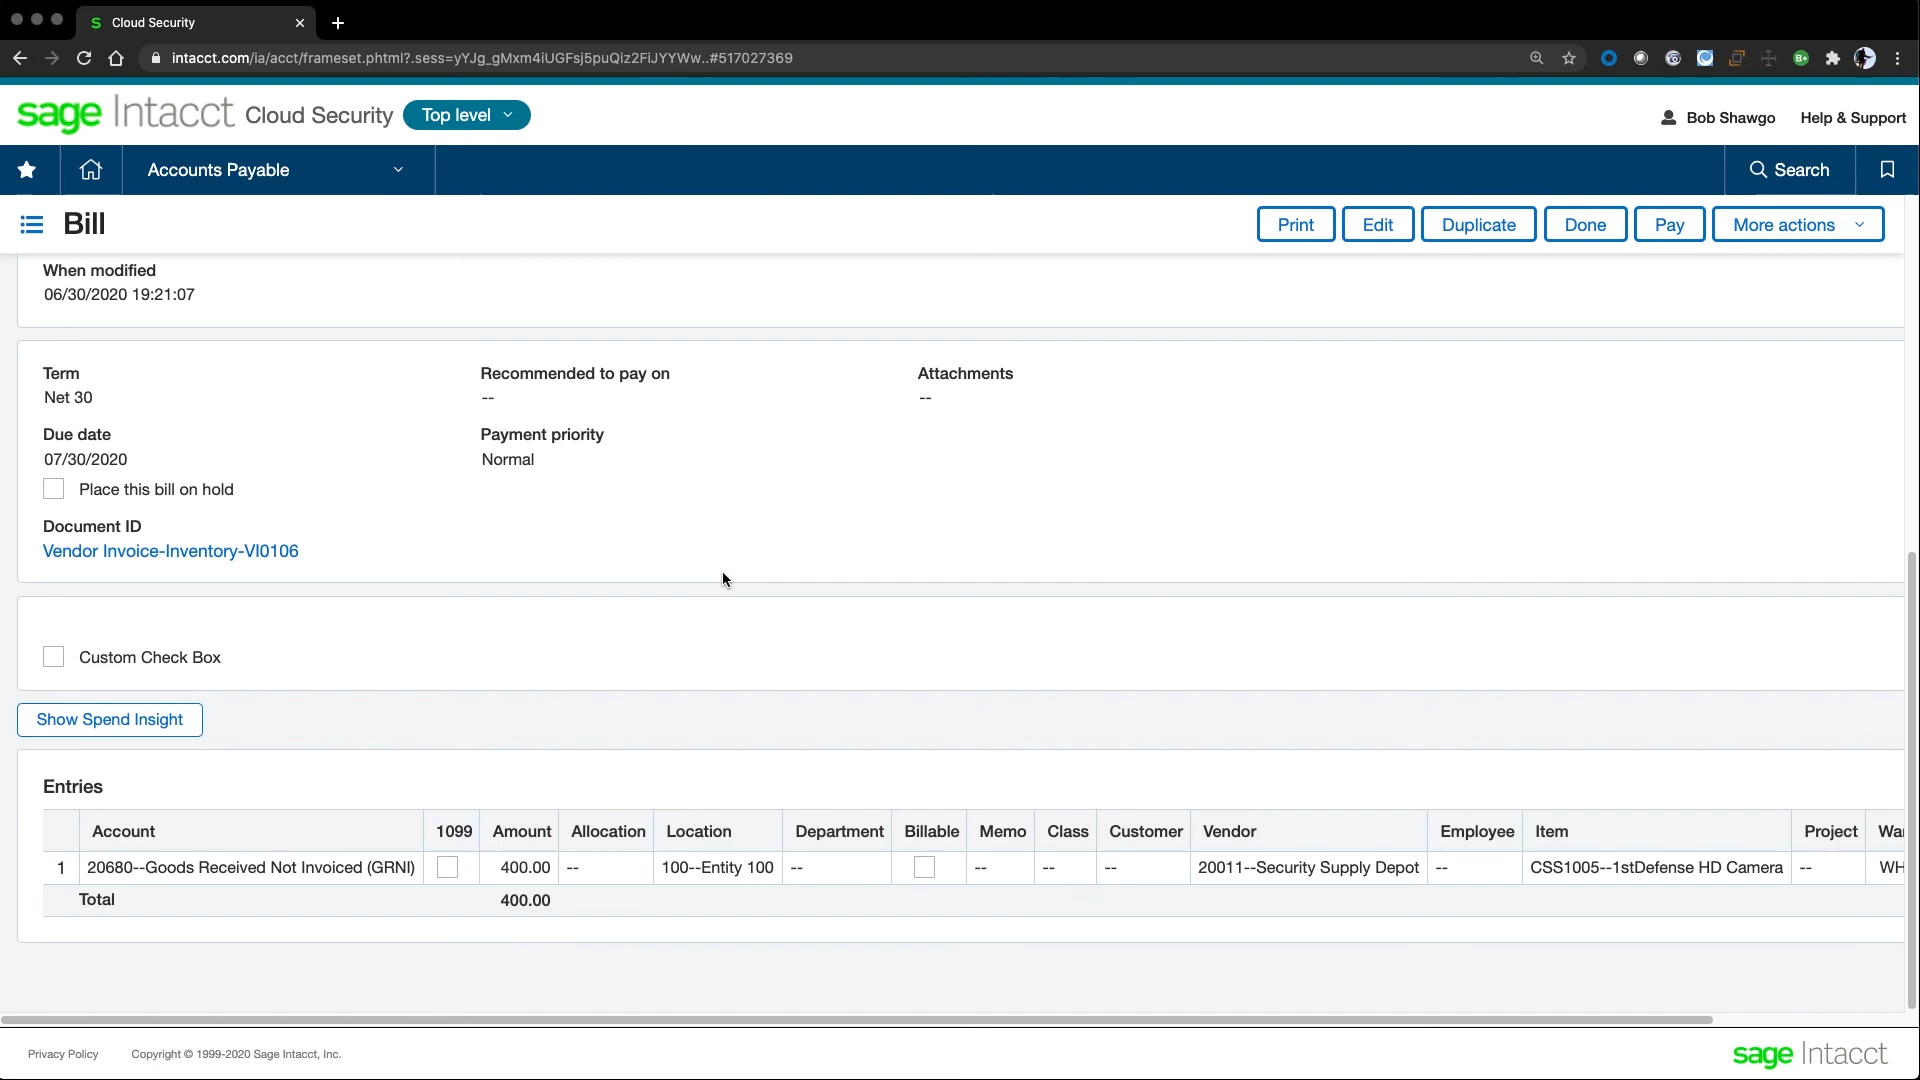 S Cloud Security
intacct.com/ia/acct/frameset.phtml?.sess=yYJg_gMxm4iUGFsj5puQiz2FiJYYWw..#517027369
sage Intacct Cloud Security Top level
Bob Shawgo Help & Support
Accounts Payable
Search
Bill
Print Edit Duplicate Done Pay More actions
When modified
06/30/2020 19:21:07
Term Recommended to pay on Attachments
Net 30 -- --
Due date Payment priority
07/30/2020 Normal
Place this bill on hold
Document ID
Vendor Invoice-Inventory-VI0106
Custom Check Box
Show Spend Insight
Entries
Account 1099 Amount Allocation Location Department Billable Memo Class Customer Vendor Employee Item Project Wa
1 20680--Goods Received Not Invoiced (GRNI) 400.00 -- 100--Entity 100 -- -- -- -- 20011--Security Supply Depot -- CSS1005--1stDefense HD Camera -- WH
Total 400.00
Privacy Policy Copyright © 1999-2020 Sage Intacct, Inc. sage Intacct